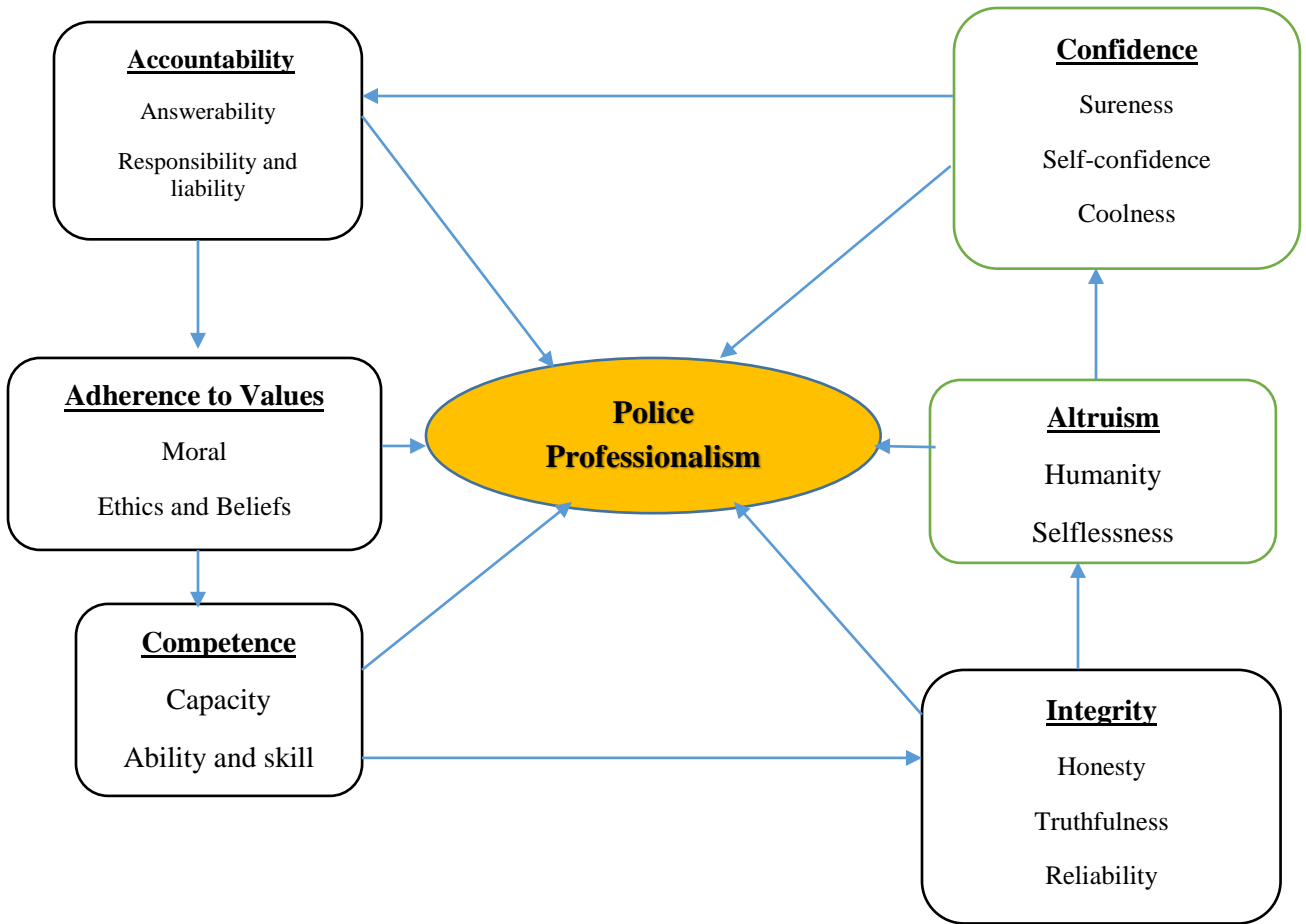 Accountability
Answerability
Responsibility and
liability
Confidence
Sureness
Self-confidence
Coolness
Adherence to Values
Moral
Ethics and Beliefs
Police
Professionalism
Altruism
Humanity
Selflessness
Competence
Capacity
Ability and skill
Integrity
Honesty
Truthfulness
Reliability